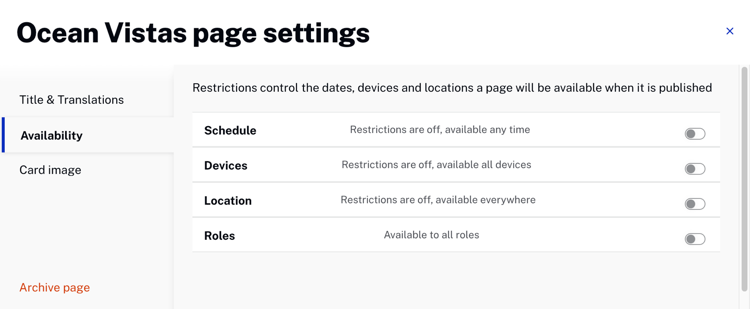 Ocean Vistas page settings
×
Restrictions control the dates, devices and locations a page will be available when it is published
Title & Translations
Availability
Card image
Archive page
Schedule Restrictions are off, available any time
Devices Restrictions are off, available all devices
Location Restrictions are off, available everywhere
Roles Available to all roles